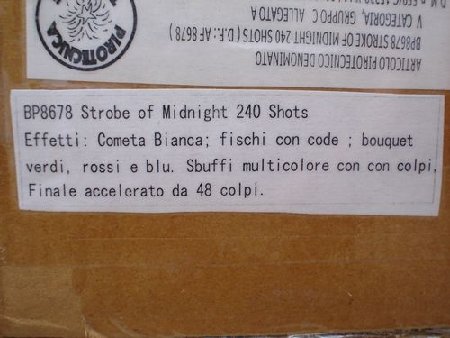 PIROTECNICA
ARTICOLO PIROTECNICO DENOMINATO
BP8678 STROKE OF MIDNIGHT 240 SHOTS ( D.F.: AF 8678 )
V CATEGORIA, GRUPPO C ALLEGATO A
BP8678 Strobe of Midnight 240 Shots
Effetti: Cometa Bianca; fischi con code ; bouquet
verdi, rossi e blu. Sbuffi multicolore con con colpi,
Finale accelerato da 48 colpi.